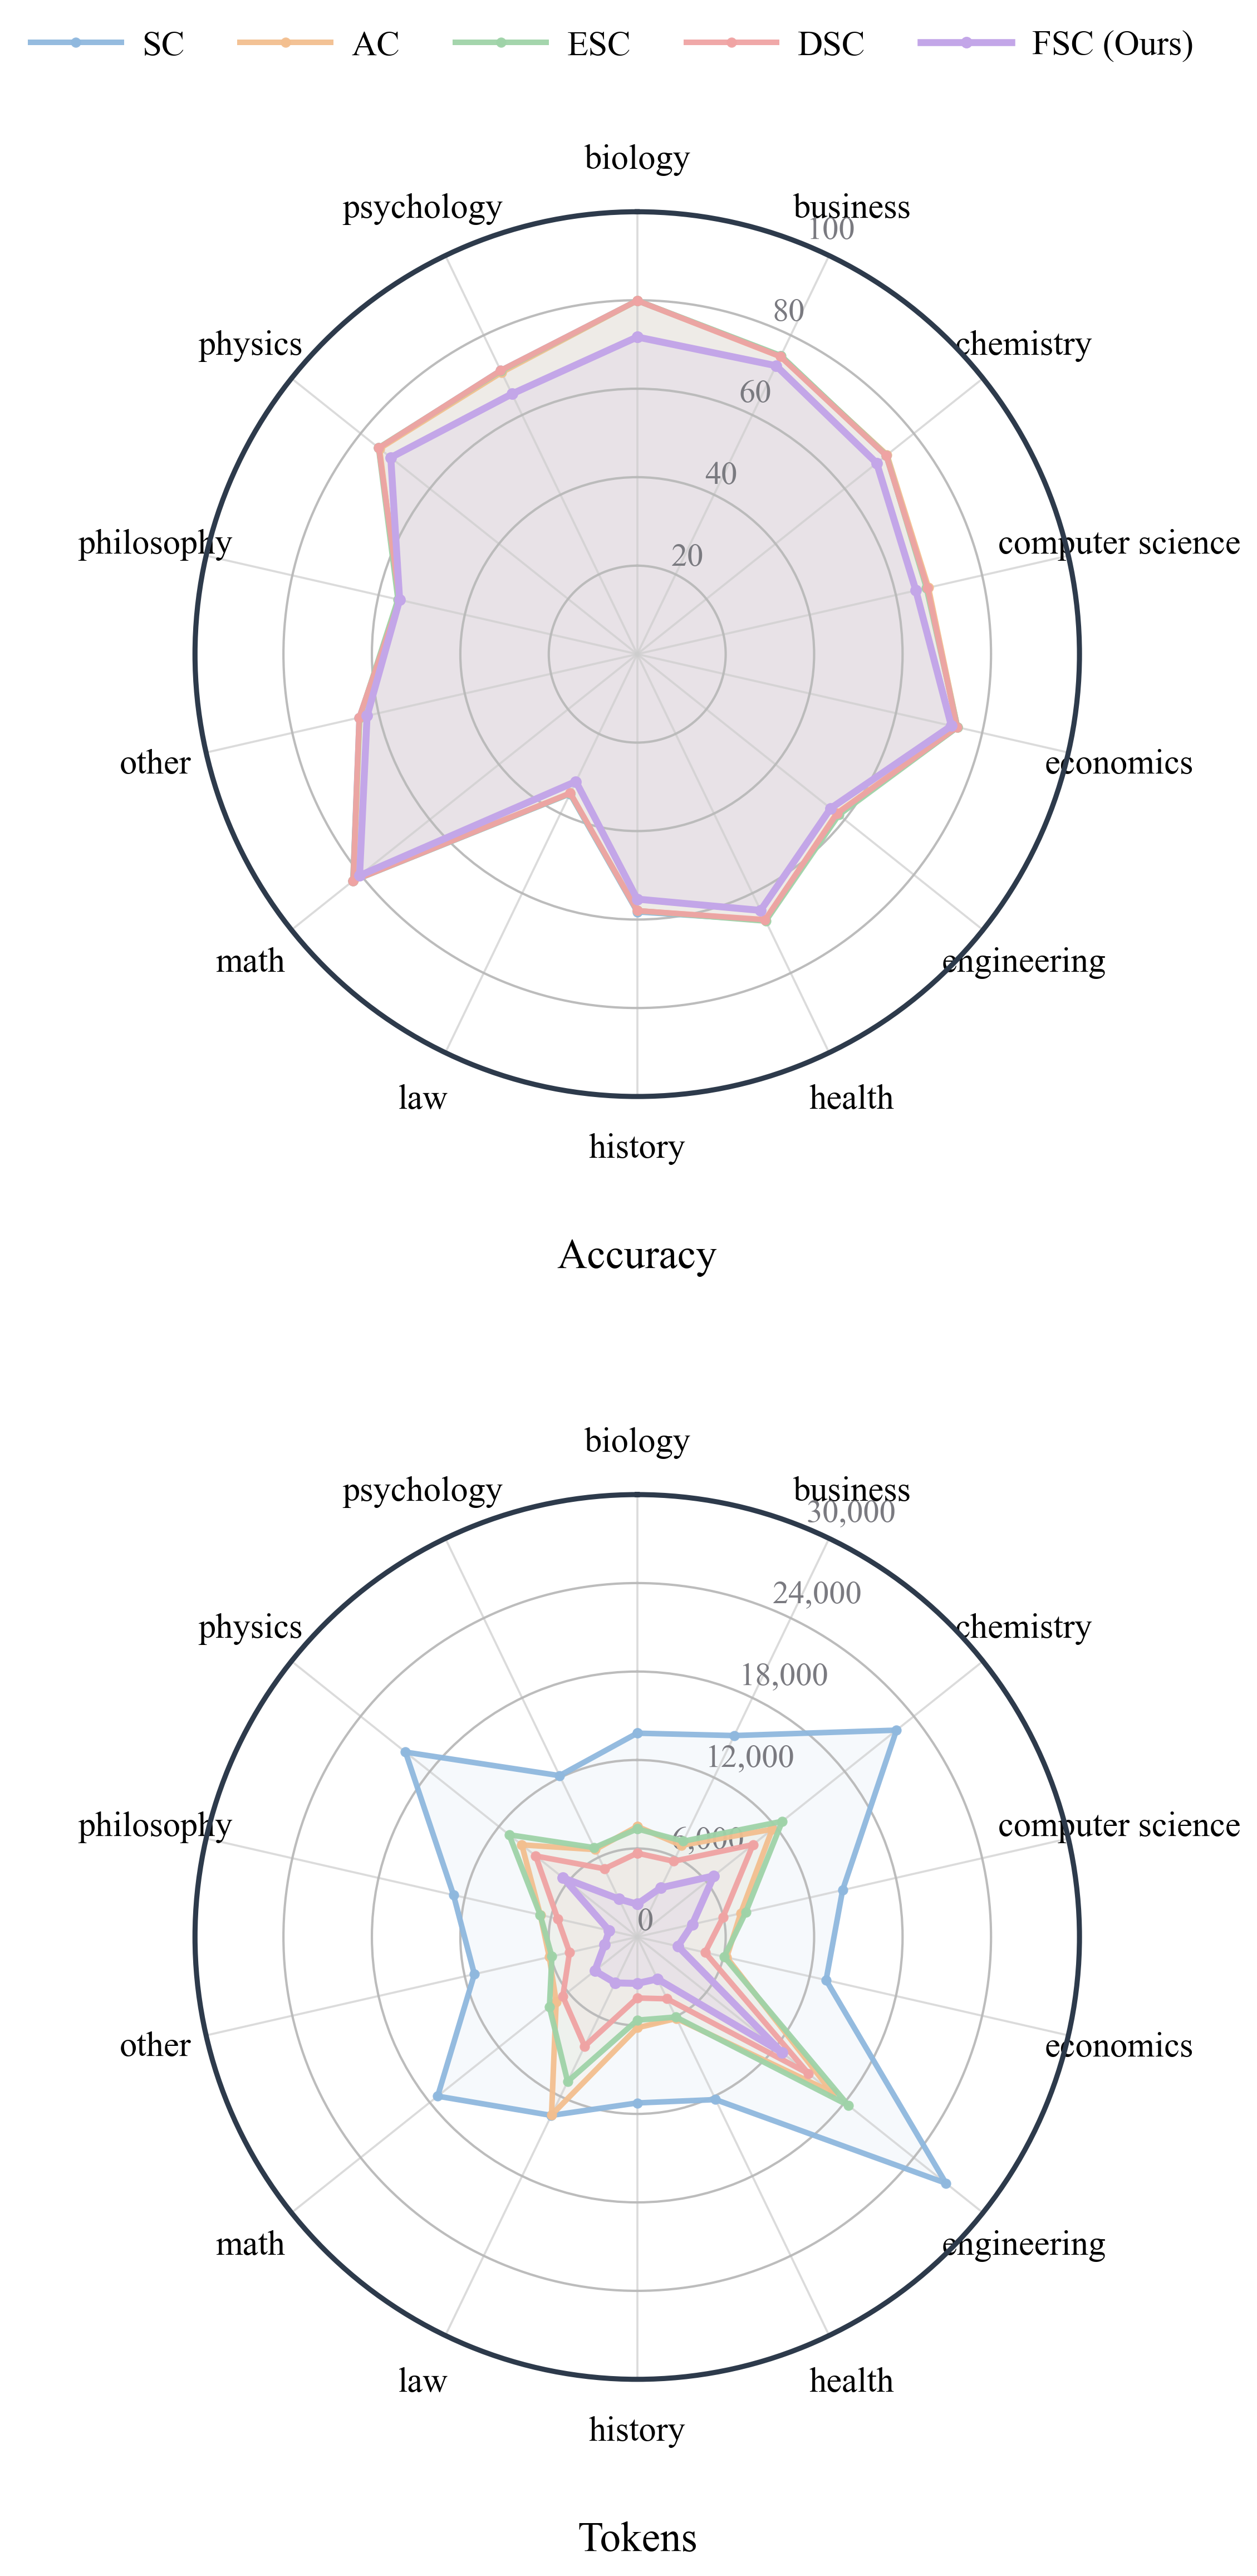 SC AC ESC DSC FSC (Ours)
biology
psychology business
100
80
physics chemistry
60
40
philosophy computer science
20
other economics
math engineering
law health
history
Accuracy
biology
psychology business
30,000
24,000
physics chemistry
18,000
12,000
philosophy computer science
6,000
0
other economics
math engineering
law health
history
Tokens